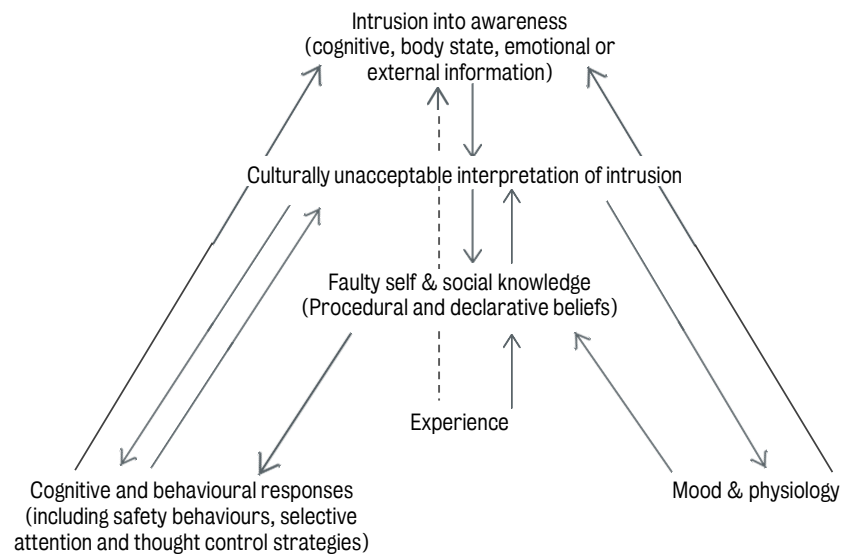 Intrusion into awareness
(cognitive, body state, emotional or
external information)
Culturally unacceptable interpretation of intrusion
Faulty self & social knowledge
(Procedural and declarative beliefs)
Experience
Cognitive and behavioural responses
(including safety behaviours, selective
attention and thought control strategies)
Mood & physiology